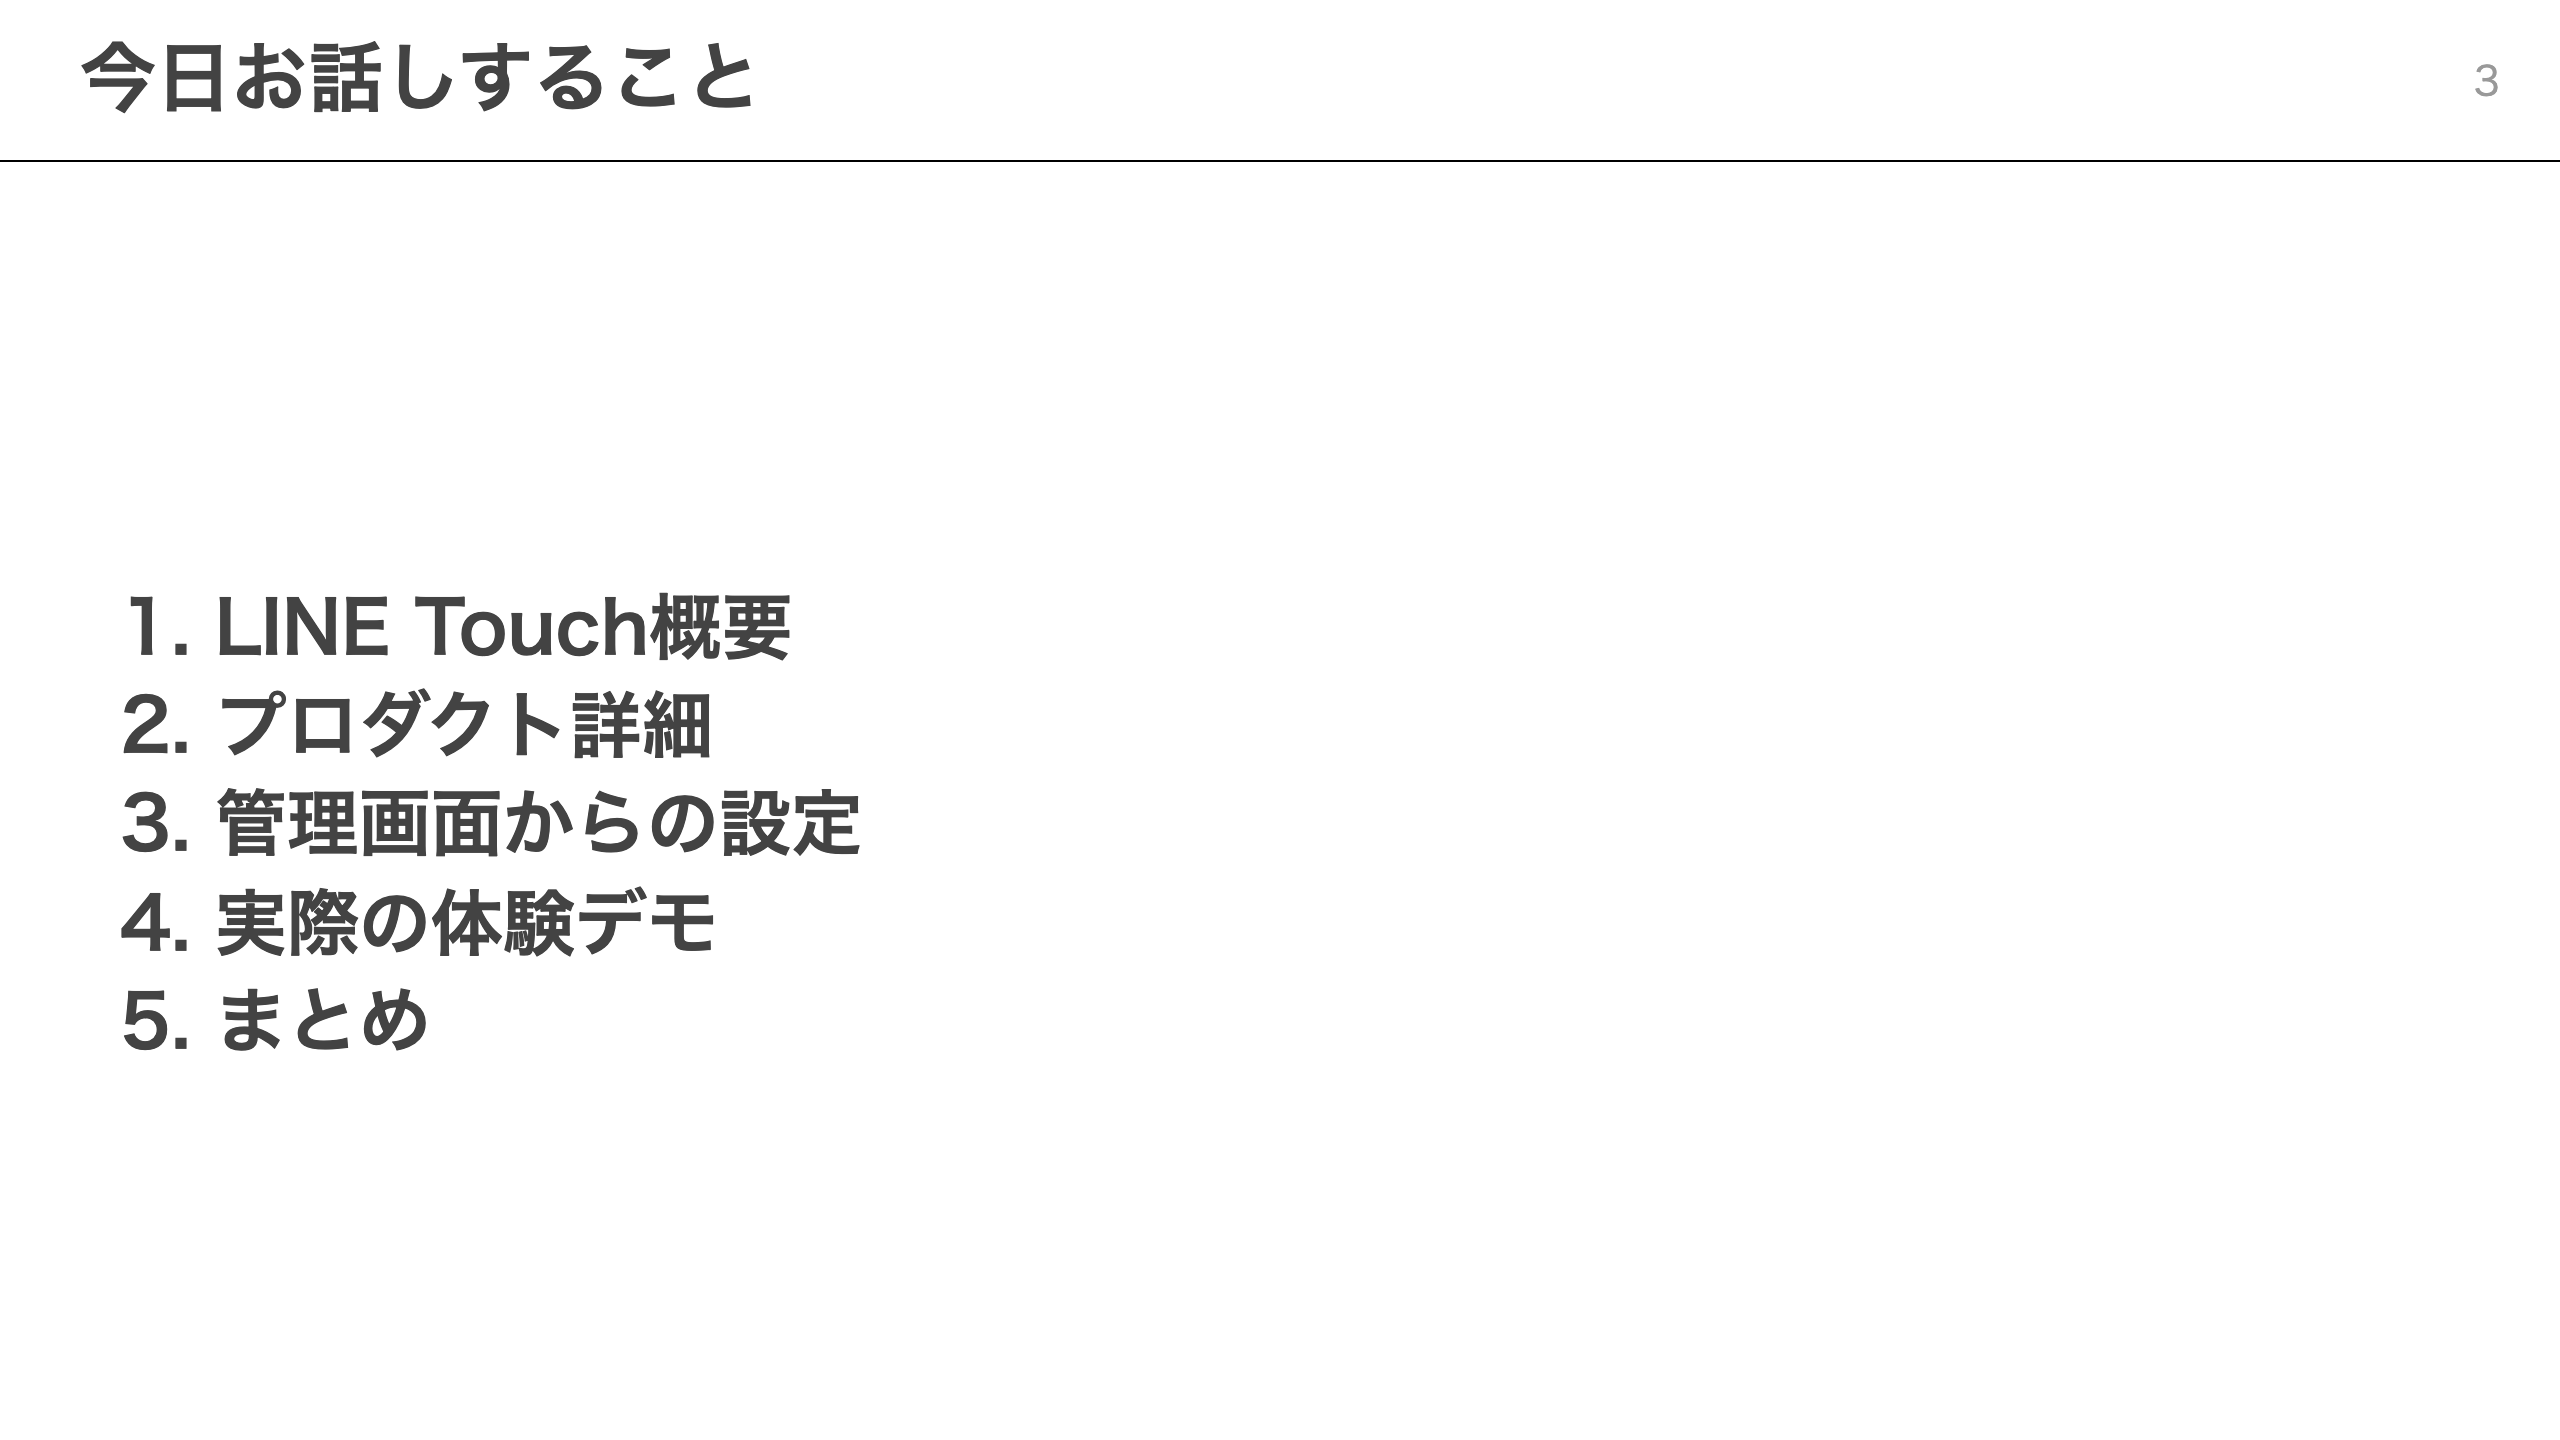 今日お話しすること
3
1. LINE Touch概要
2. プロダクト詳細
3. 管理画面からの設定
4. 実際の体験デモ
5. まとめ